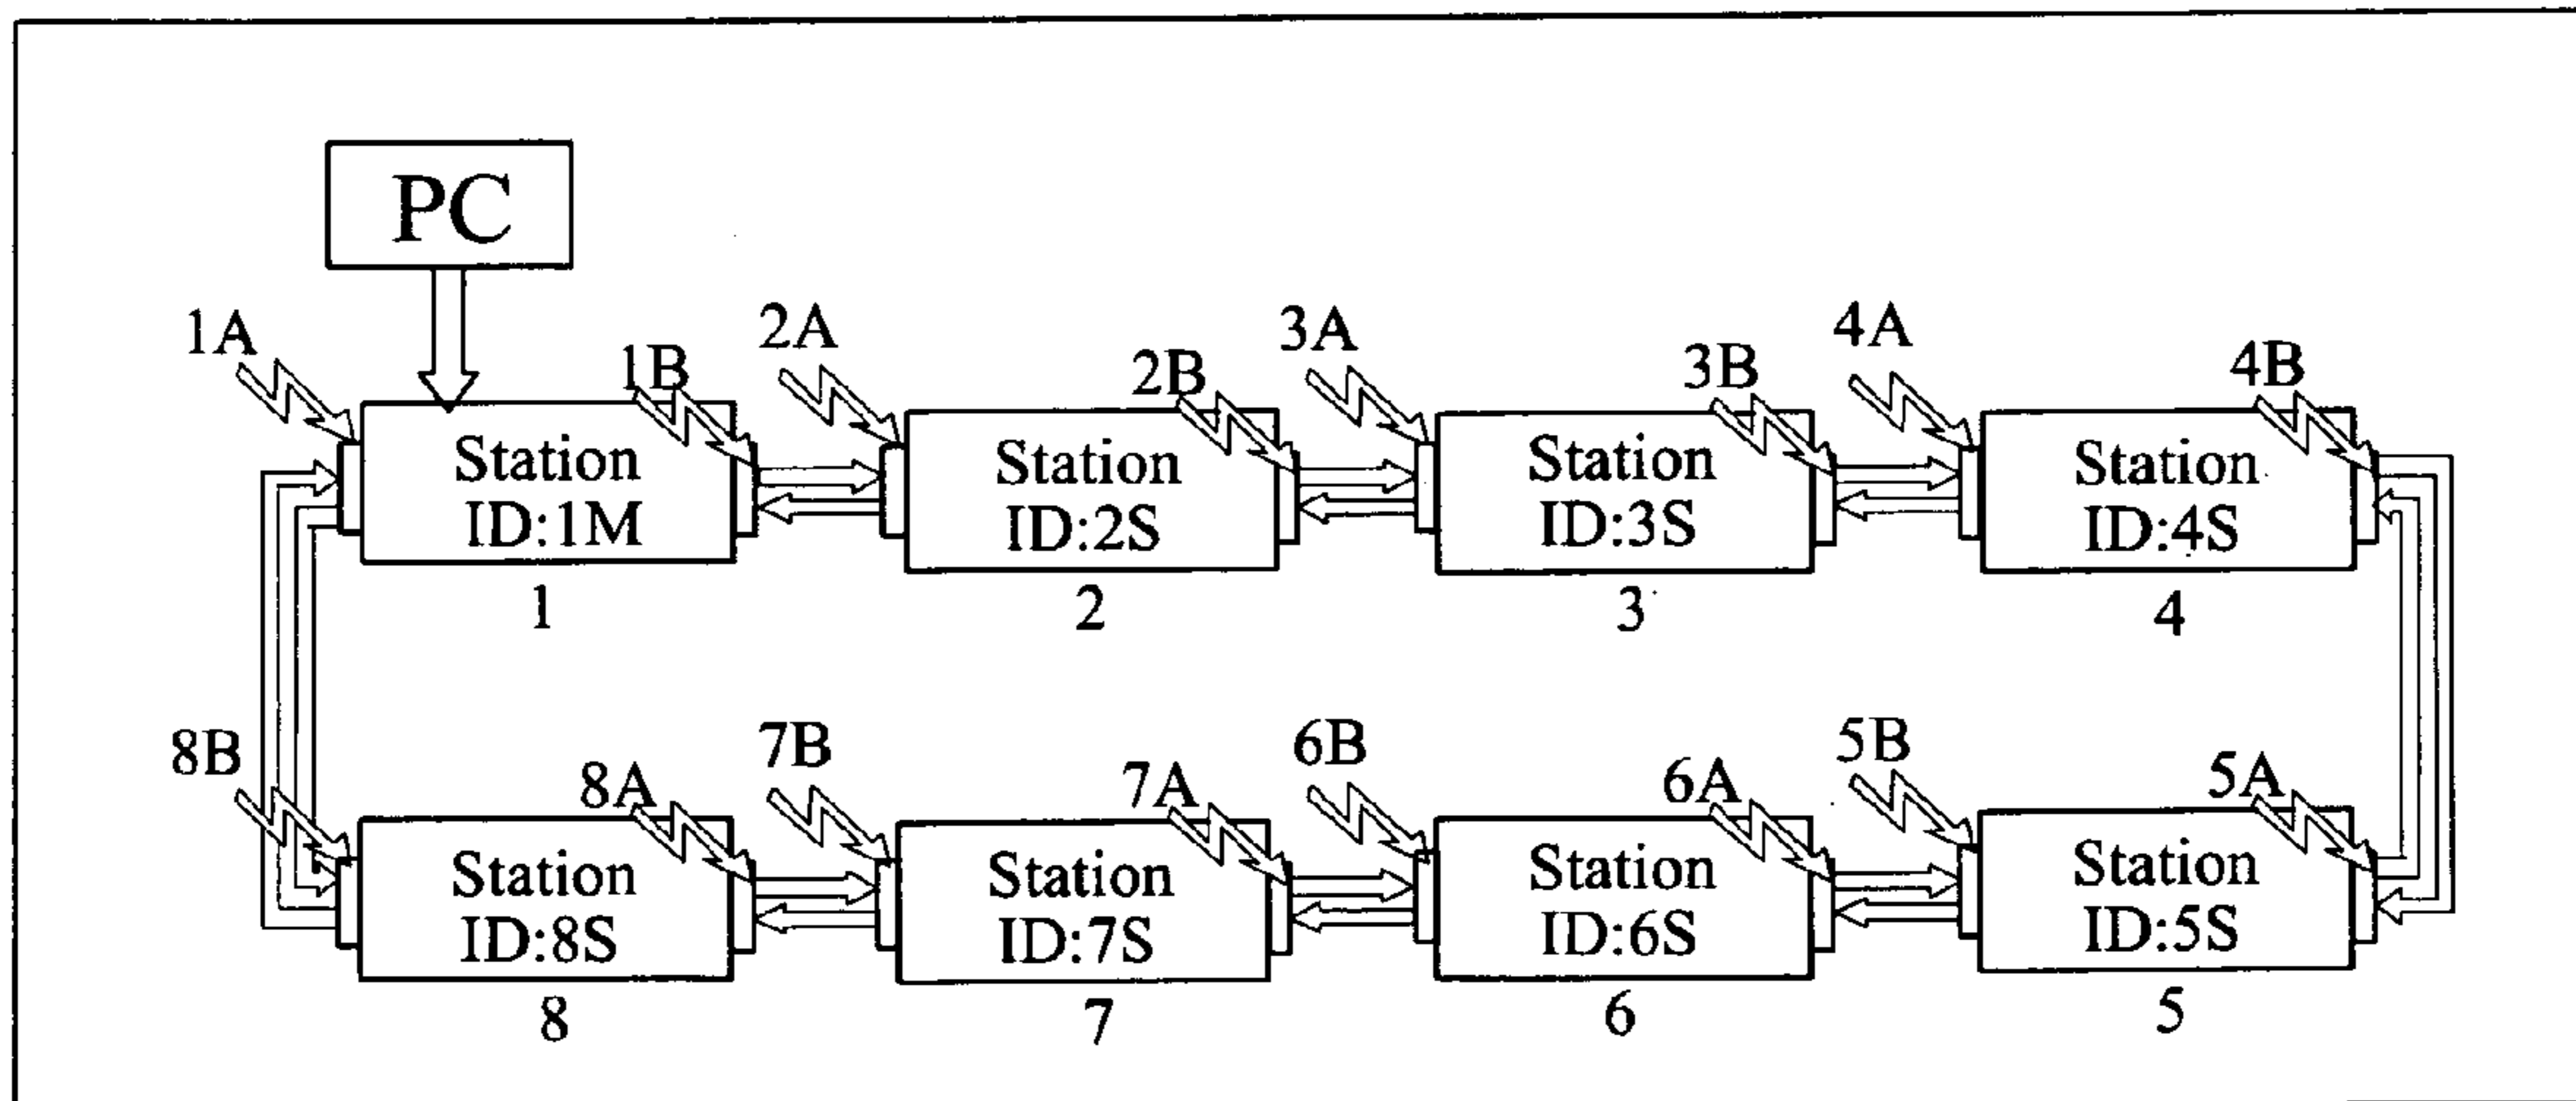 PC
1A
1B
2A
2B
3A
3B
4A
4B
Station
ID:1M
Station
ID:2S
Station
ID:3S
Station
ID:4S
1
2
3
4
8B
8A
7B
7A
6B
6A
5B
5A
Station
ID:8S
Station
ID:7S
Station
ID:6S
Station
ID:5S
8
7
6
5